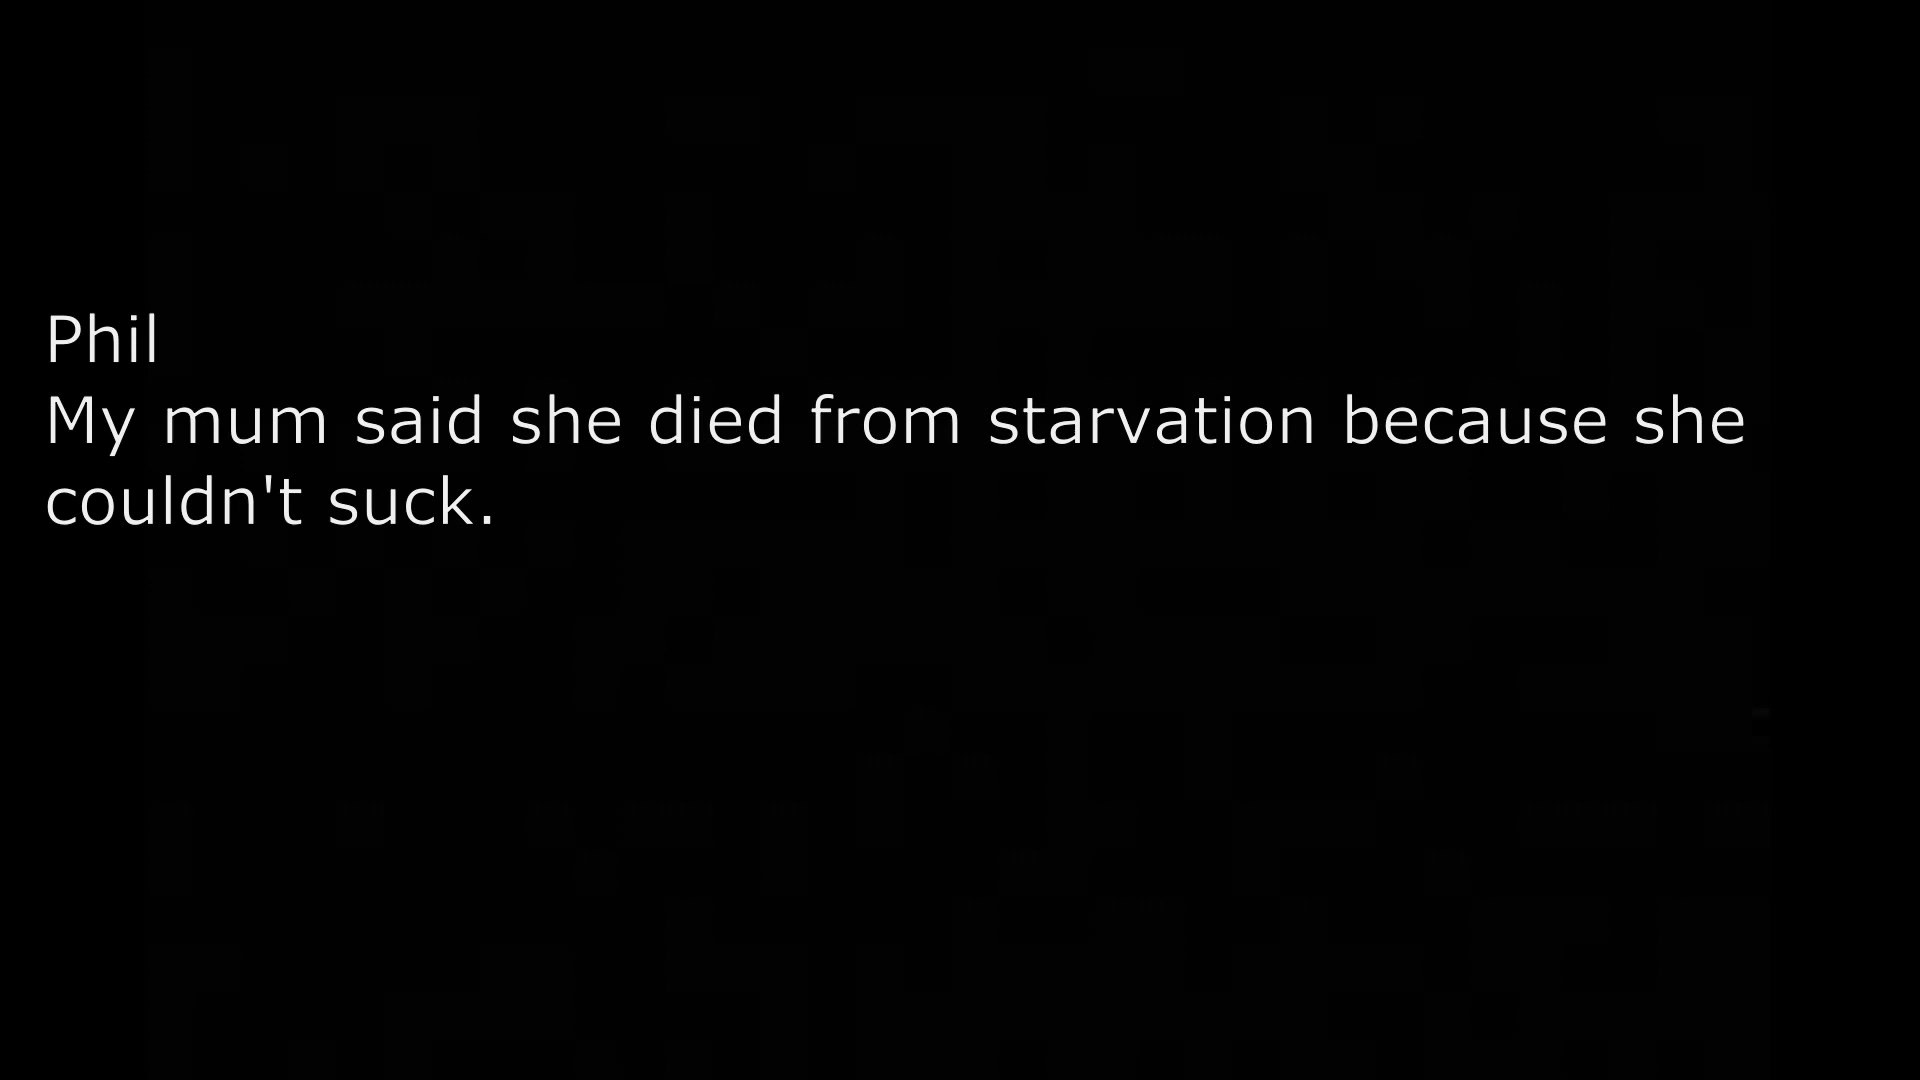 Phil
My mum said she died from starvation because she
couldn't suck.